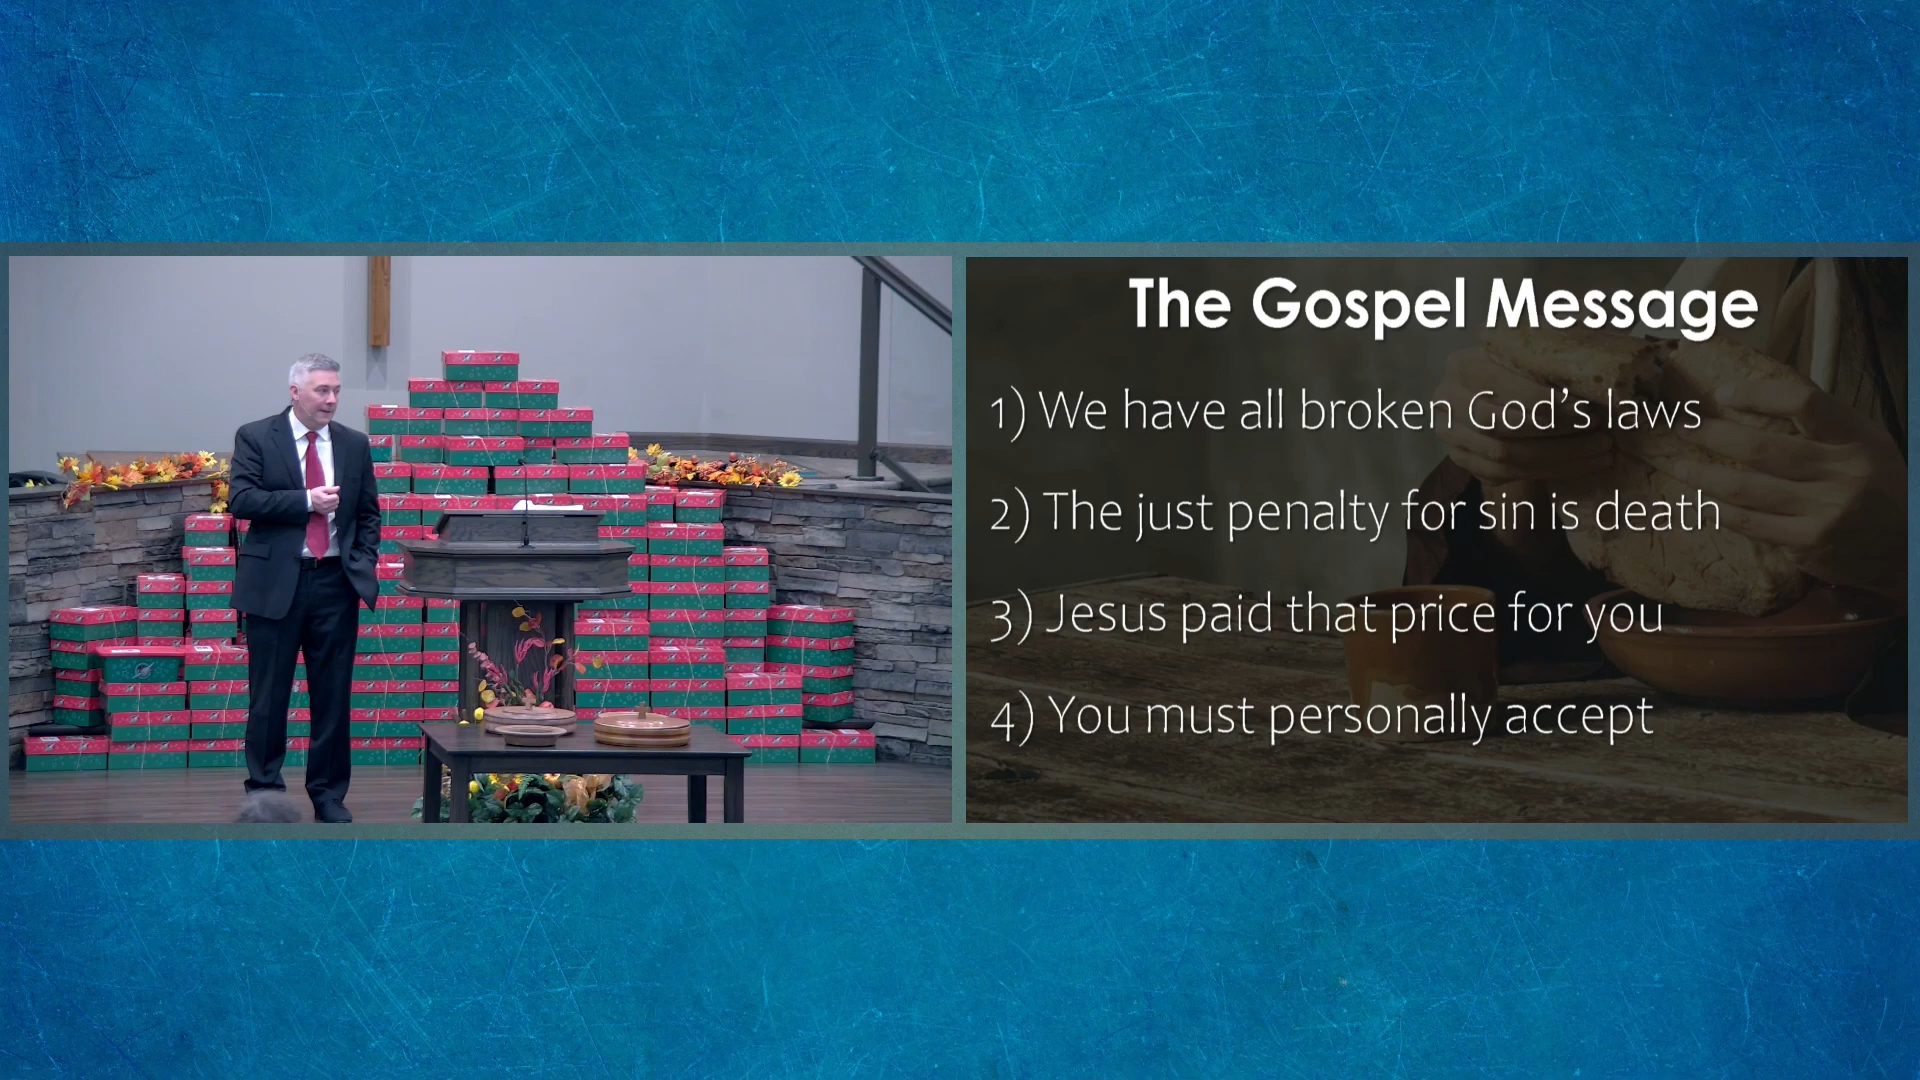 The Gospel Message
1) We have all broken God’s laws
2) The just penalty for sin is death
3) Jesus paid that price for you
4) You must personally accept